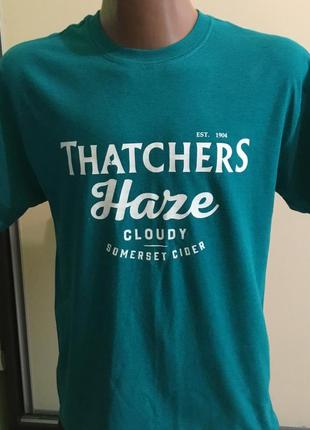 EST. 1904
THATCHERS
Haze
CLOUDY
SOMERSET CIDER